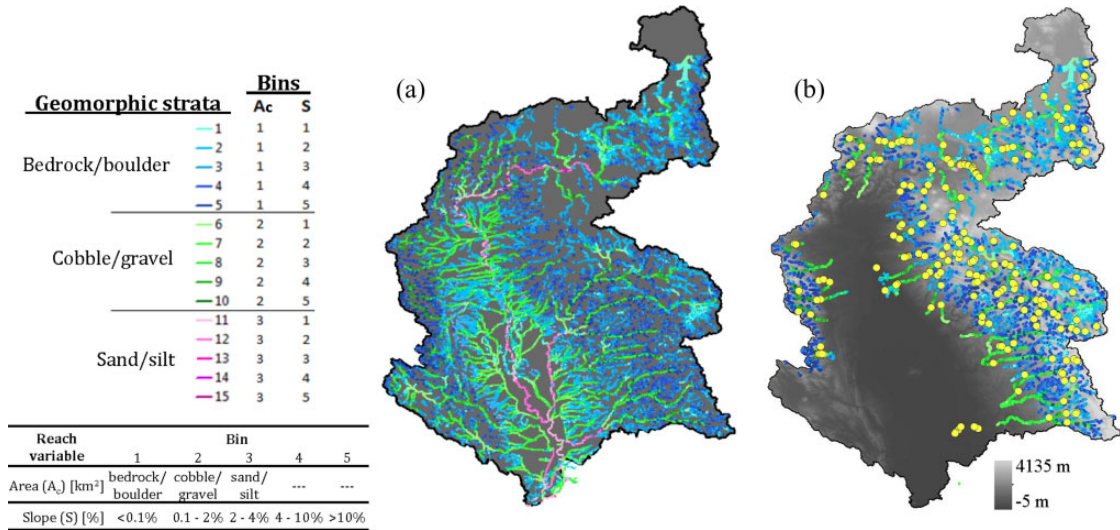 Bins
Geomorphic strata Ac S
1 1 1
2 1 2
Bedrock/boulder 3 1 3
4 1 4
5 1 5
6 2 1
7 2 2
Cobble/gravel 8 2 3
9 2 4
10 2 5
11 3 1
12 3 2
Sand/silt 13 3 3
14 3 4
15 3 5
Reach variable Bin
1 2 3 4 5
Area (Ac) [km²] bedrock/boulder cobble/gravel sand/silt --- ---
Slope (S) [%] <0.1% 0.1 - 2% 2 - 4% 4 - 10% >10%
(a)
(b)
4135 m
-5 m